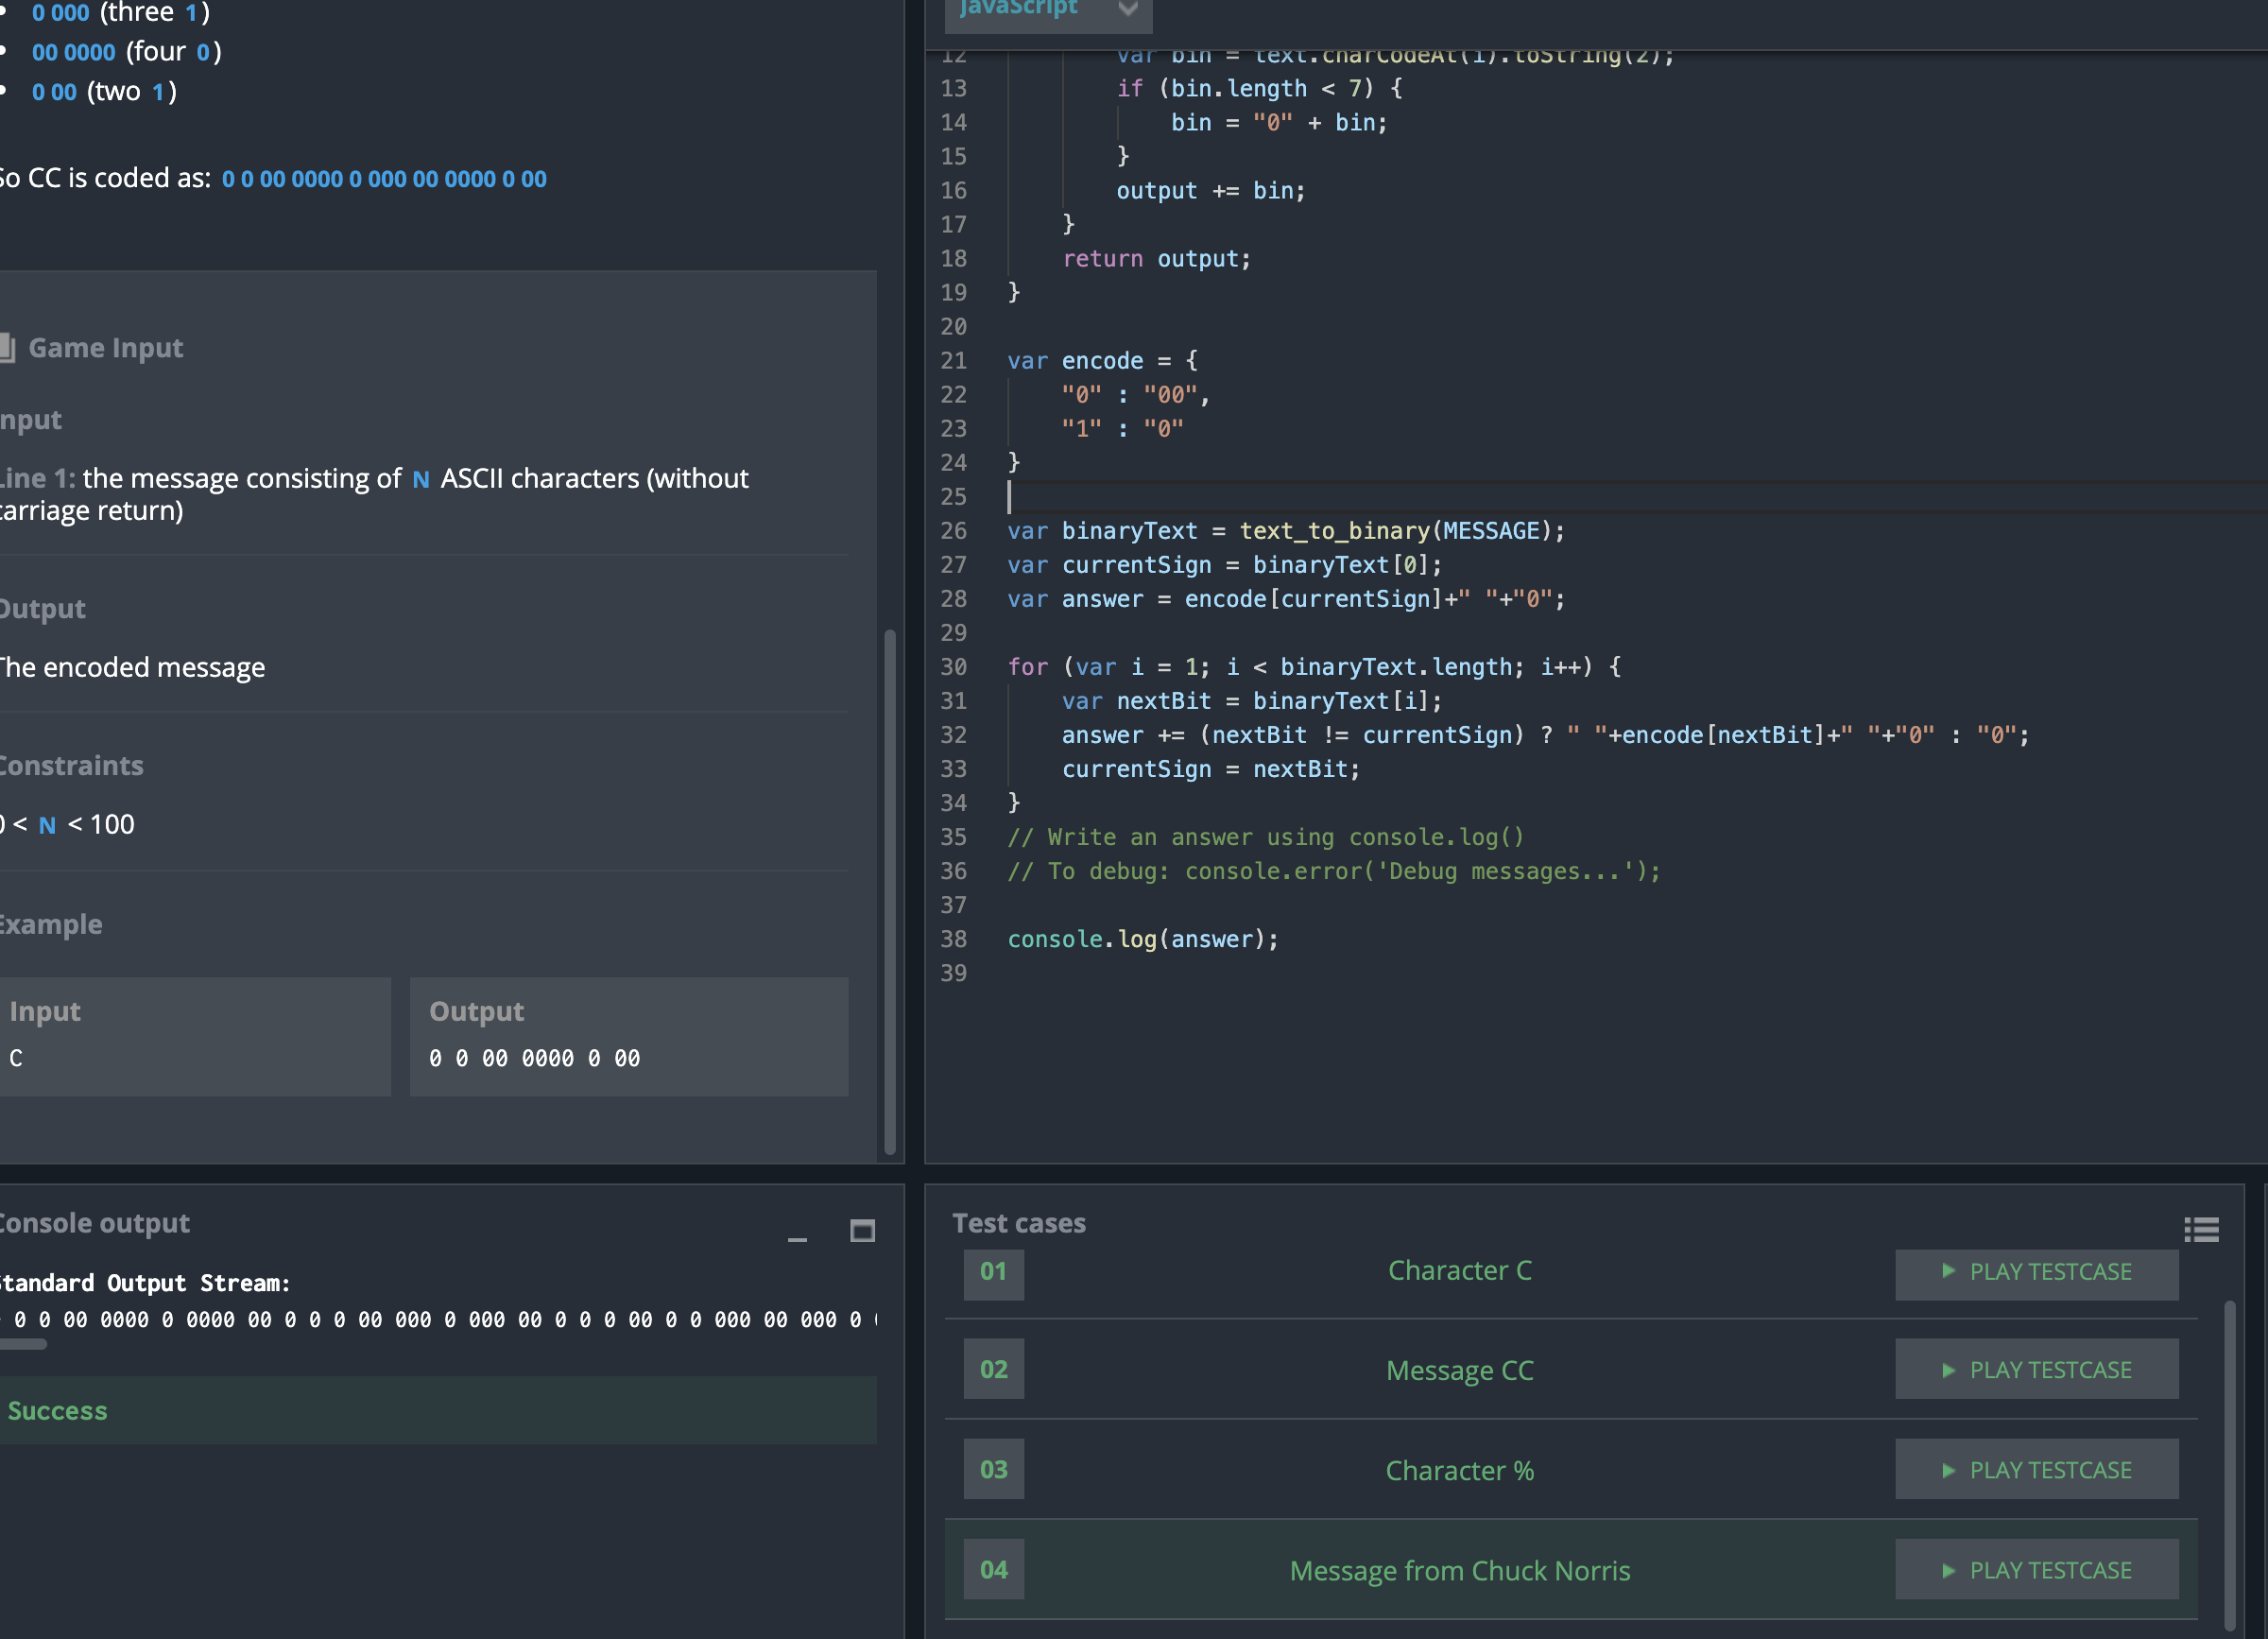 0 000 (three 1)
00 0000 (four 0)
0 00 (two 1)
So CC is coded as: 0 0 00 0000 0 000 00 0000 0 00
Game Input
Input
Line 1: the message consisting of N ASCII characters (without
carriage return)
Output
The encoded message
Constraints
0 < N < 100
Example
Input
C
Output
0 0 00 0000 0 00
JavaScript
12 var bin = text.charCodeAt(i).toString(2);
13 if (bin.length < 7) {
14 bin = "0" + bin;
15 }
16 output += bin;
17 }
18 return output;
19 }
20
21 var encode = {
22 "0" : "00",
23 "1" : "0"
24 }
25
26 var binaryText = text_to_binary(MESSAGE);
27 var currentSign = binaryText[0];
28 var answer = encode[currentSign]+" "+"0";
29
30 for (var i = 1; i < binaryText.length; i++) {
31 var nextBit = binaryText[i];
32 answer += (nextBit != currentSign) ? " "+encode[nextBit]+" "+"0" : "0";
33 currentSign = nextBit;
34 }
35 // Write an answer using console.log()
36 // To debug: console.error('Debug messages...');
37
38 console.log(answer);
39
Console output
Standard Output Stream:
0 0 00 0000 0 0000 00 0 0 0 00 000 0 000 00 0 0 0 00 0 0 000 00 000 0
Success
Test cases
01 Character C PLAY TESTCASE
02 Message CC PLAY TESTCASE
03 Character % PLAY TESTCASE
04 Message from Chuck Norris PLAY TESTCASE